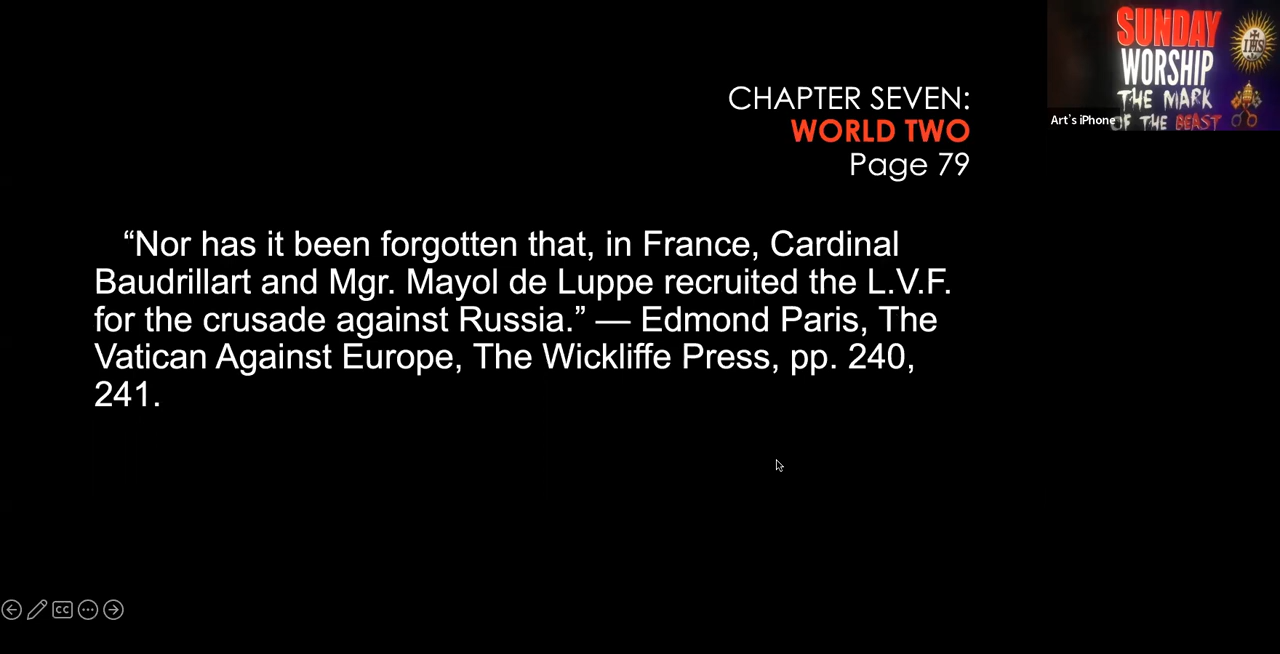 CHAPTER SEVEN:
WORLD TWO
Page 79
“Nor has it been forgotten that, in France, Cardinal
Baudrillart and Mgr. Mayol de Luppe recruited the L.V.F.
for the crusade against Russia.” — Edmond Paris, The
Vatican Against Europe, The Wickliffe Press, pp. 240,
241.
SUNDAY
WORSHIP
THE MARK
OF THE BEAST
IHS
Art's iPhone
CC